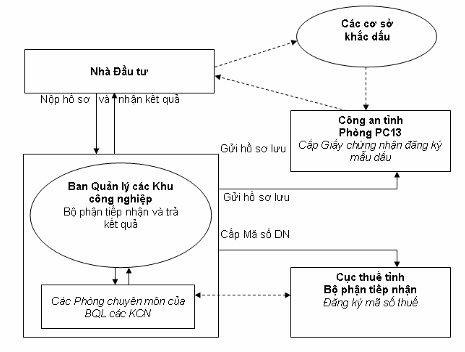 Các cơ sở
khắc dấu
Nhà Đầu tư
Nộp hồ sơ và nhận kết quả
Công an tỉnh
Phòng PC13
Cấp Giấy chứng nhận đăng ký
mẫu dấu
Gửi hồ sơ lưu
Ban Quản lý các Khu
công nghiệp
Bộ phận tiếp nhận và trả
kết quả
Gửi hồ sơ lưu
Cấp Mã số DN
Cục thuế tỉnh
Bộ phận tiếp nhận
Đăng ký mã số thuế
Các Phòng chuyên môn của
BQL các KCN